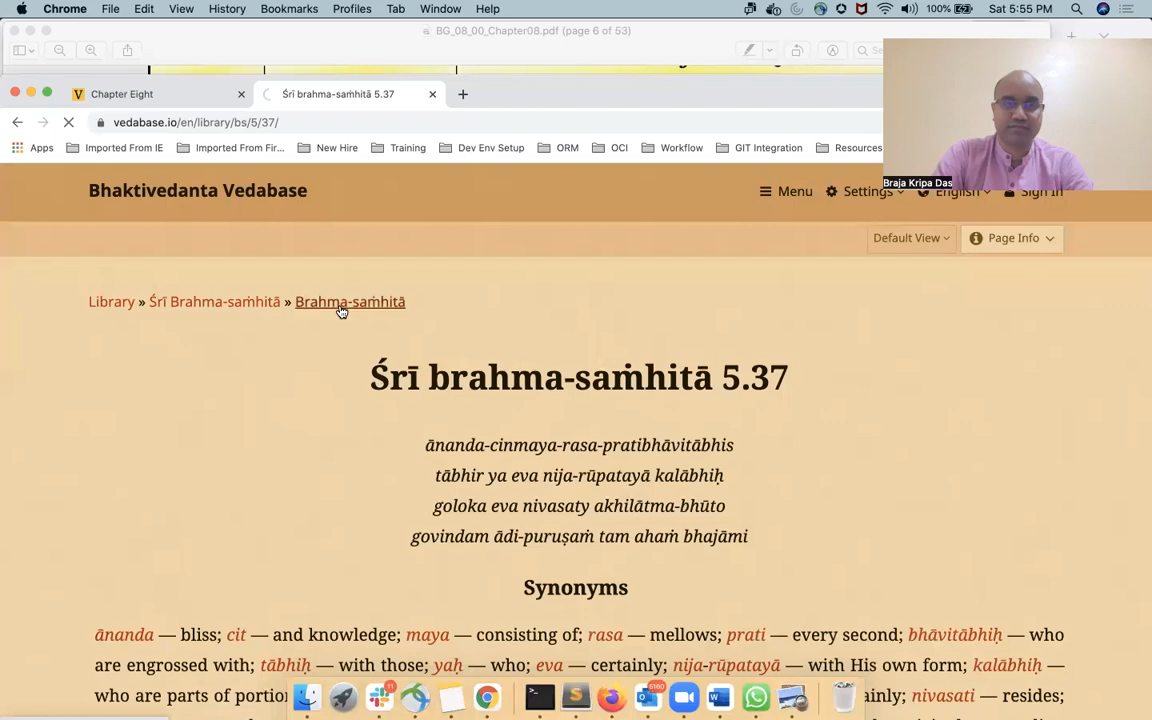 Chrome File Edit View History Bookmarks Profiles Tab Window Help 100% Sat 5:55 PM
BG_08_00_Chapter08.pdf (page 6 of 53)
Chapter Eight Śrī brahma-saṁhitā 5.37
vedabase.io/en/library/bs/5/37/
Apps Imported From IE Imported From Fir... New Hire Training Dev Env Setup ORM OCI Workflow GIT Integration Resources
Braja Kripa Das
Bhaktivedanta Vedabase Menu Settings English Sign In
Default View Page Info
Library » Śrī Brahma-saṁhitā » Brahma-saṁhitā
Śrī brahma-saṁhitā 5.37
ānanda-cinmaya-rasa-pratibhāvitābhis
tābhir ya eva nija-rūpatayā kalābhiḥ
goloka eva nivasaty akhilātma-bhūto
govindam ādi-puruṣaṁ tam ahaṁ bhajāmi
Synonyms
ānanda — bliss; cit — and knowledge; maya — consisting of; rasa — mellows; prati — every second; bhāvitābhiḥ — who
are engrossed with; tābhiḥ — with those; yaḥ — who; eva — certainly; nija-rūpatayā — with His own form; kalābhiḥ —
who are parts of portion nivasati — resides;